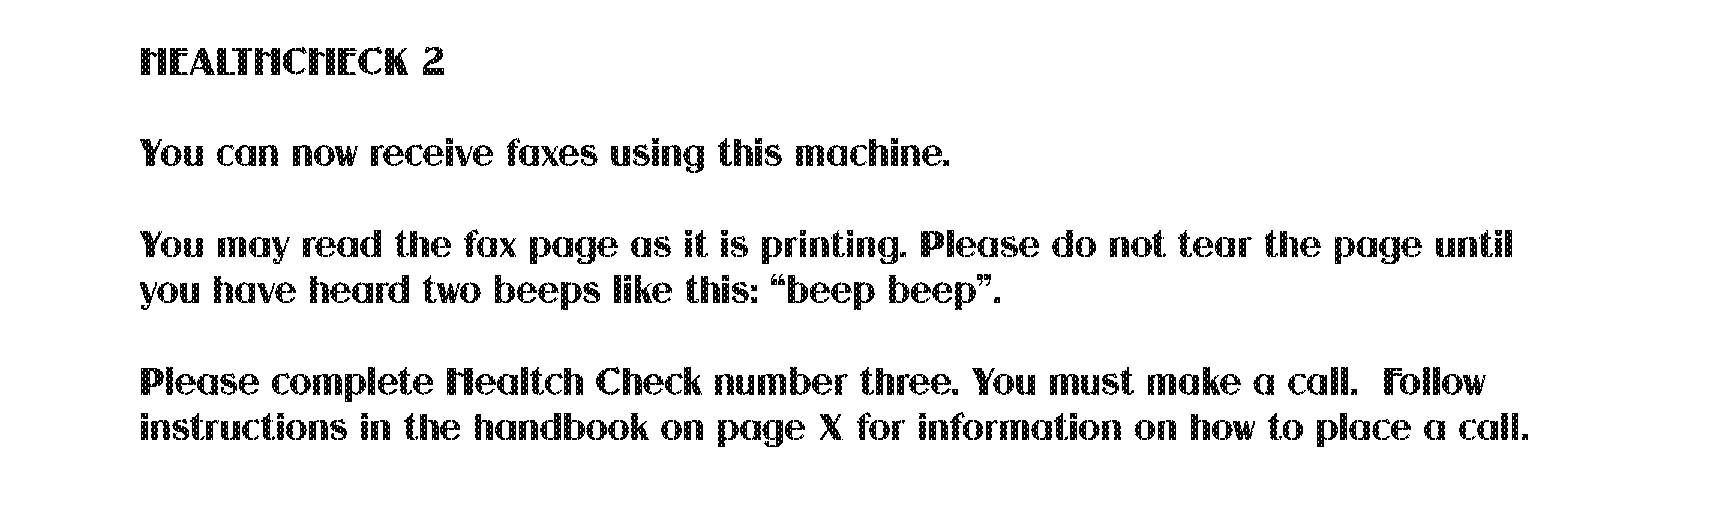 HEALTHCHECK 2
You can now receive faxes using this machine.
You may read the fax page as it is printing. Please do not tear the page until
you have heard two beeps like this: “beep beep”.
Please complete Healtch Check number three. You must make a call.  Follow
instructions in the handbook on page X for information on how to place a call.